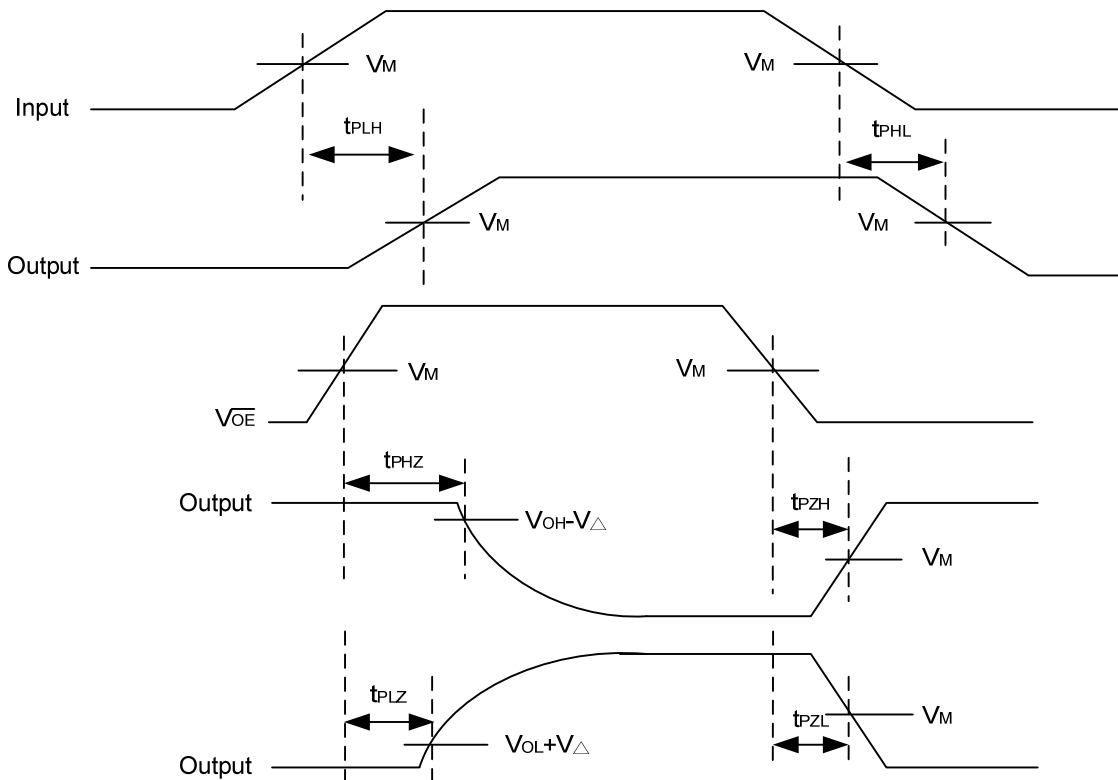 VM
VM
Input
tPLH
tPHL
VM
VM
Output
VM
VM
VOE
tPHZ
Output
tPZH
VOH-V△
VM
tPLZ
VM
tPZL
VOL+V△
Output